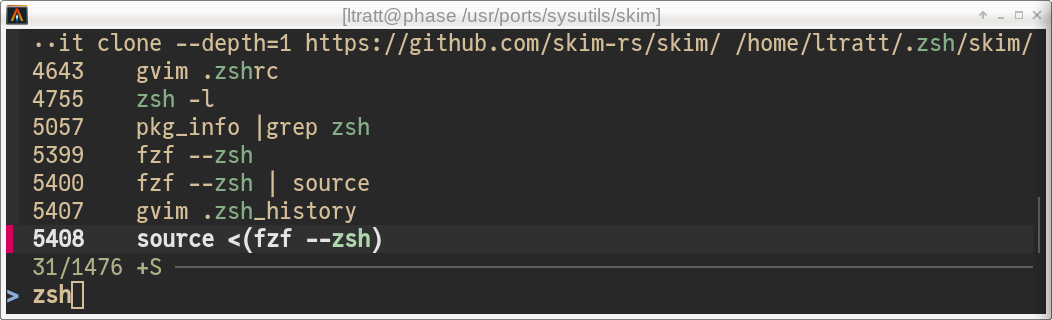 [ltratt@phase /usr/ports/sysutils/skim]
··it clone --depth=1 https://github.com/skim-rs/skim/ /home/ltratt/.zsh/skim/
4643 gvim .zshrc
4755 zsh -l
5057 pkg_info |grep zsh
5399 fzf --zsh
5400 fzf --zsh | source
5407 gvim .zsh_history
5408 source <(fzf --zsh)
31/1476 +S
> zsh